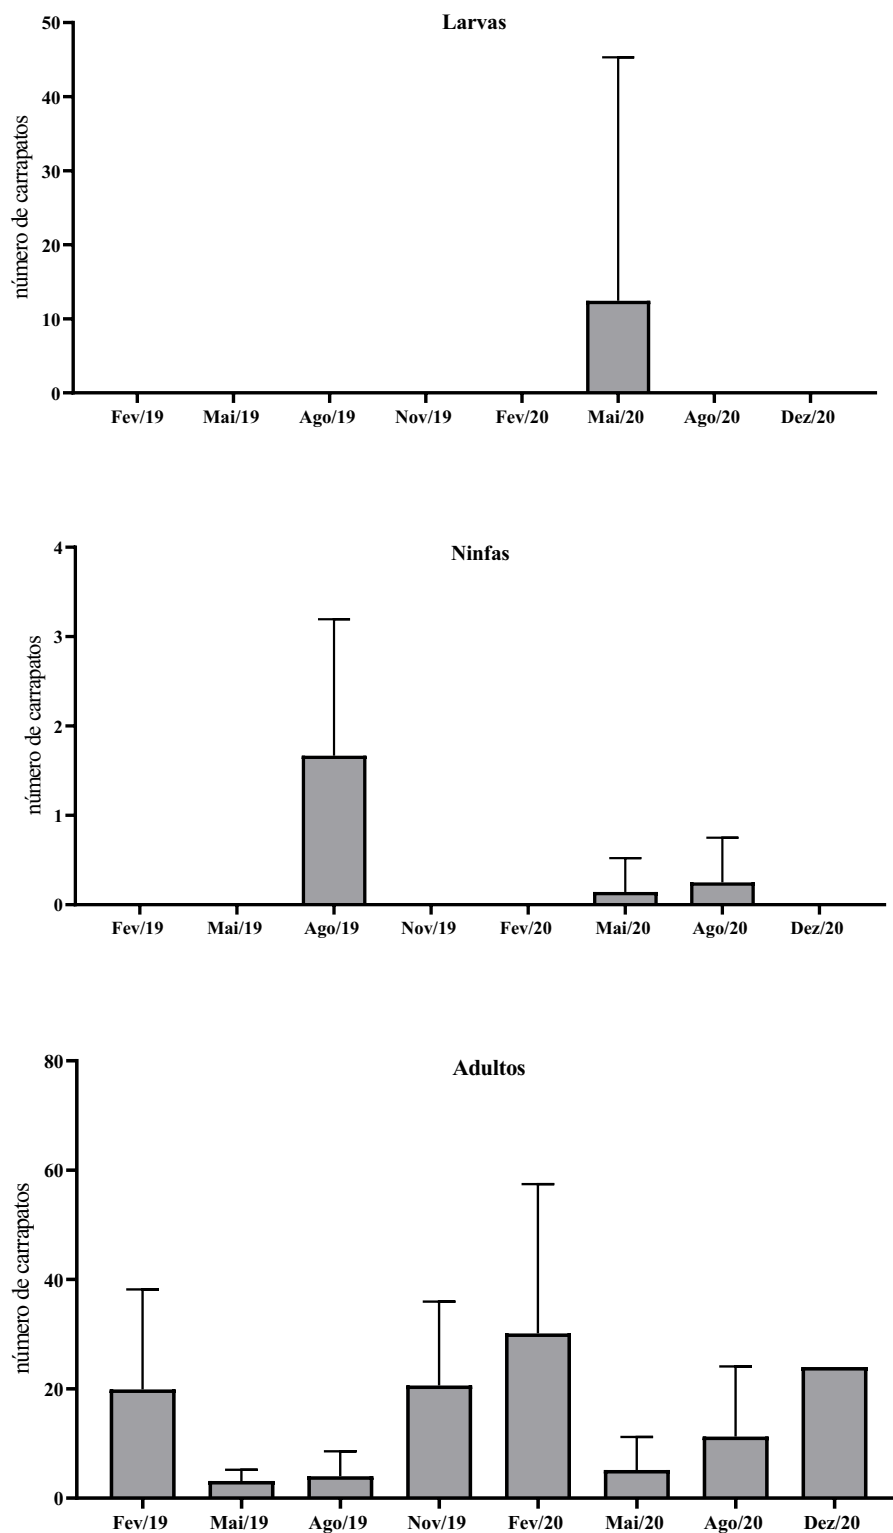 Larvas
número de carrapatos
50
40
30
20
10
0
Fev/19 Mai/19 Ago/19 Nov/19 Fev/20 Mai/20 Ago/20 Dez/20
Ninfas
número de carrapatos
4
3
2
1
0
Fev/19 Mai/19 Ago/19 Nov/19 Fev/20 Mai/20 Ago/20 Dez/20
Adultos
número de carrapatos
80
60
40
20
0
Fev/19 Mai/19 Ago/19 Nov/19 Fev/20 Mai/20 Ago/20 Dez/20